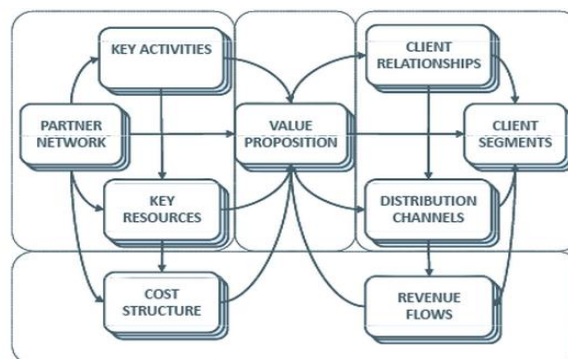 KEY ACTIVITIES
CLIENT
RELATIONSHIPS
PARTNER
NETWORK
VALUE
PROPOSITION
CLIENT
SEGMENTS
KEY
RESOURCES
DISTRIBUTION
CHANNELS
COST
STRUCTURE
REVENUE
FLOWS